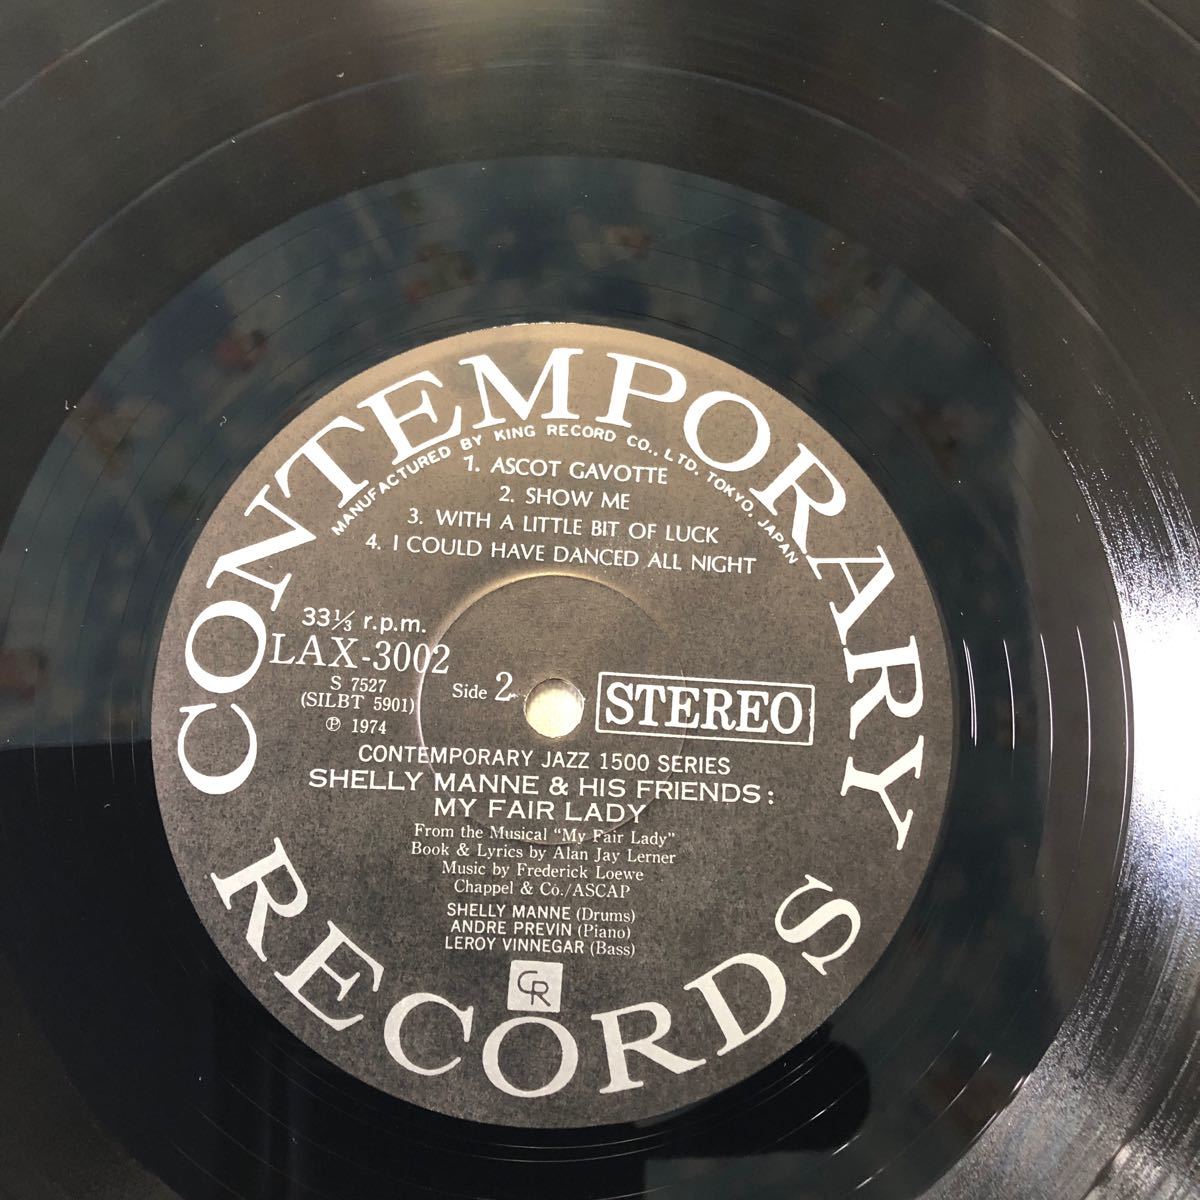 CONTEMPORARY
MANUFACTURED BY KING RECORD CO., LTD. TOKYO, JAPAN
1. ASCOT GAVOTTE
2. SHOW ME
3. WITH A LITTLE BIT OF LUCK
4. I COULD HAVE DANCED ALL NIGHT
33⅓ r.p.m.
LAX-3002
S 7527
(SILBT 5901)
℗ 1974
Side 2
STEREO
CONTEMPORARY JAZZ 1500 SERIES
SHELLY MANNE & HIS FRIENDS:
MY FAIR LADY
From the Musical "My Fair Lady"
Book & Lyrics by Alan Jay Lerner
Music by Frederick Loewe
Chappel & Co./ASCAP
SHELLY MANNE (Drums)
ANDRE PREVIN (Piano)
LEROY VINNEGAR (Bass)
CR
RECORDS